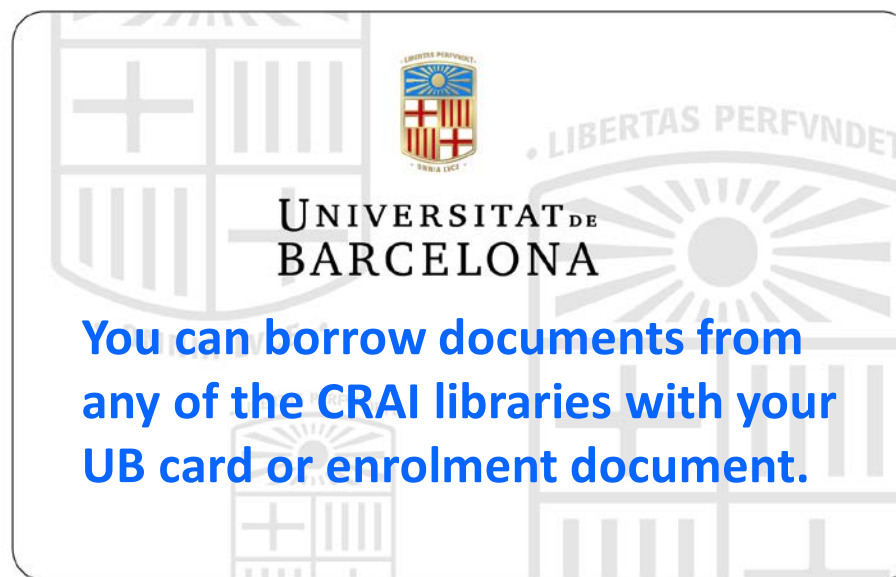 · LIBERTAS PERFVNDET ·
· OMNIA LVCE ·
· LIBERTAS PERFVNDET
UNIVERSITAT DE
BARCELONA
You can borrow documents from
any of the CRAI libraries with your
UB card or enrolment document.